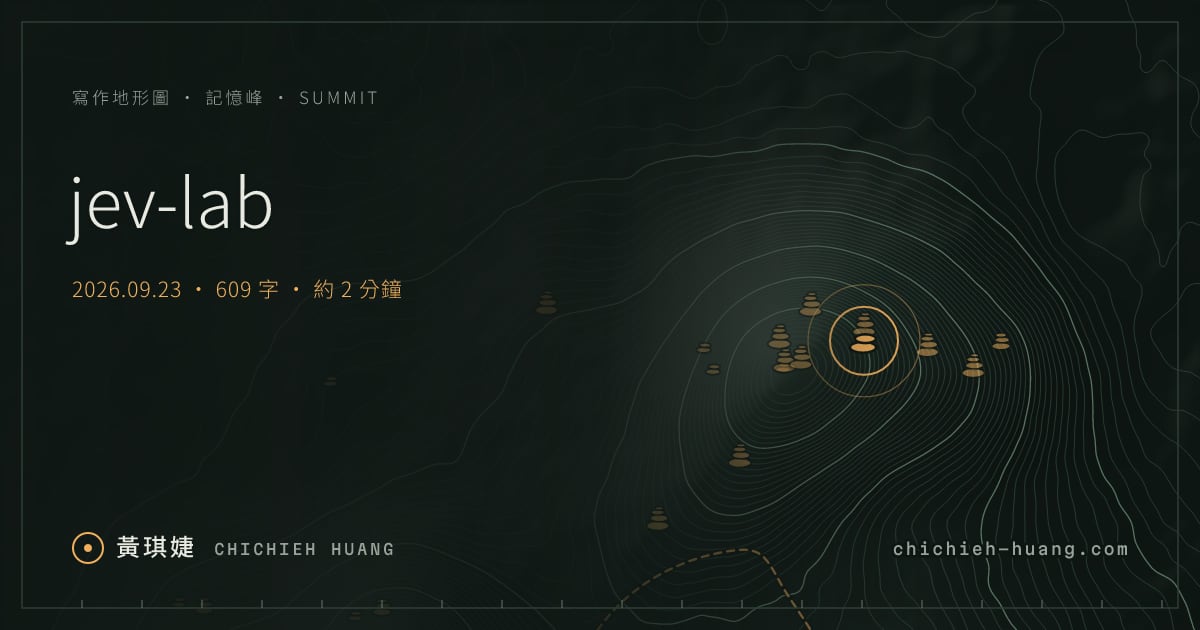 寫作地形圖 · 記憶峰 · SUMMIT
jev-lab
2026.09.23 · 609 字 · 約 2 分鐘
黃琪婕 CHICHIEH HUANG
chichieh-huang.com